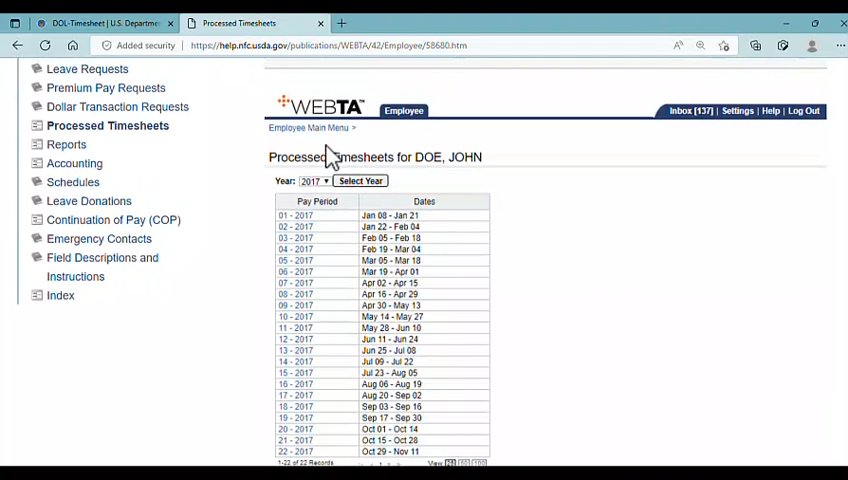 DOL-Timesheet | U.S. Departmen
Processed Timesheets
Added security
https://help.nfc.usda.gov/publications/WEBTA/42/Employee/58680.htm
Leave Requests
Premium Pay Requests
Dollar Transaction Requests
Processed Timesheets
Reports
Accounting
Schedules
Leave Donations
Continuation of Pay (COP)
Emergency Contacts
Field Descriptions and
Instructions
Index
WEBTA™ Employee
Inbox [137] | Settings | Help | Log Out
Employee Main Menu >
Processed Timesheets for DOE, JOHN
Year: 2017 Select Year
Pay Period Dates
01 - 2017 Jan 08 - Jan 21
02 - 2017 Jan 22 - Feb 04
03 - 2017 Feb 05 - Feb 18
04 - 2017 Feb 19 - Mar 04
05 - 2017 Mar 05 - Mar 18
06 - 2017 Mar 19 - Apr 01
07 - 2017 Apr 02 - Apr 15
08 - 2017 Apr 16 - Apr 29
09 - 2017 Apr 30 - May 13
10 - 2017 May 14 - May 27
11 - 2017 May 28 - Jun 10
12 - 2017 Jun 11 - Jun 24
13 - 2017 Jun 25 - Jul 08
14 - 2017 Jul 09 - Jul 22
15 - 2017 Jul 23 - Aug 05
16 - 2017 Aug 06 - Aug 19
17 - 2017 Aug 20 - Sep 02
18 - 2017 Sep 03 - Sep 16
19 - 2017 Sep 17 - Sep 30
20 - 2017 Oct 01 - Oct 14
21 - 2017 Oct 15 - Oct 28
22 - 2017 Oct 29 - Nov 11
1-22 of 22 Records View: